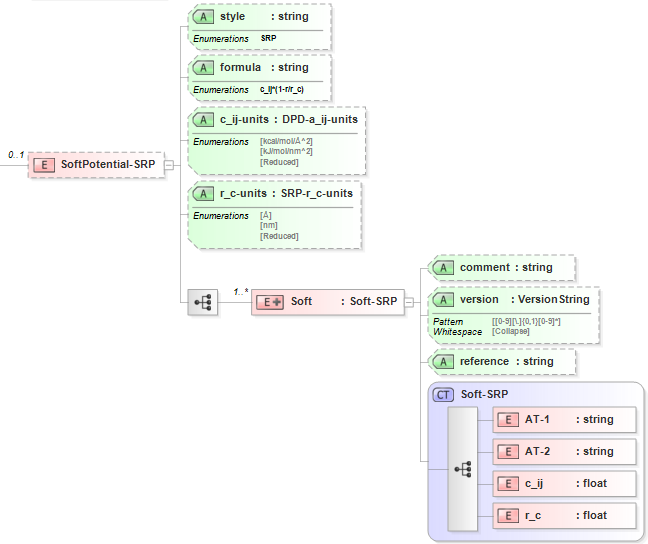 A style : string
Enumerations SRP
A formula : string
Enumerations c_ij*(1-r/r_c)
A c_ij-units : DPD-a_ij-units
Enumerations [kcal/mol/Å^2]
[kJ/mol/nm^2]
[Reduced]
0..1
E SoftPotential-SRP
A r_c-units : SRP-r_c-units
Enumerations [Å]
[nm]
[Reduced]
1..*
E Soft : Soft-SRP
A comment : string
A version : VersionString
Pattern [[0-9][\.]{0,1}[0-9]*]
Whitespace [Collapse]
A reference : string
CT Soft-SRP
E AT-1 : string
E AT-2 : string
E c_ij : float
E r_c : float